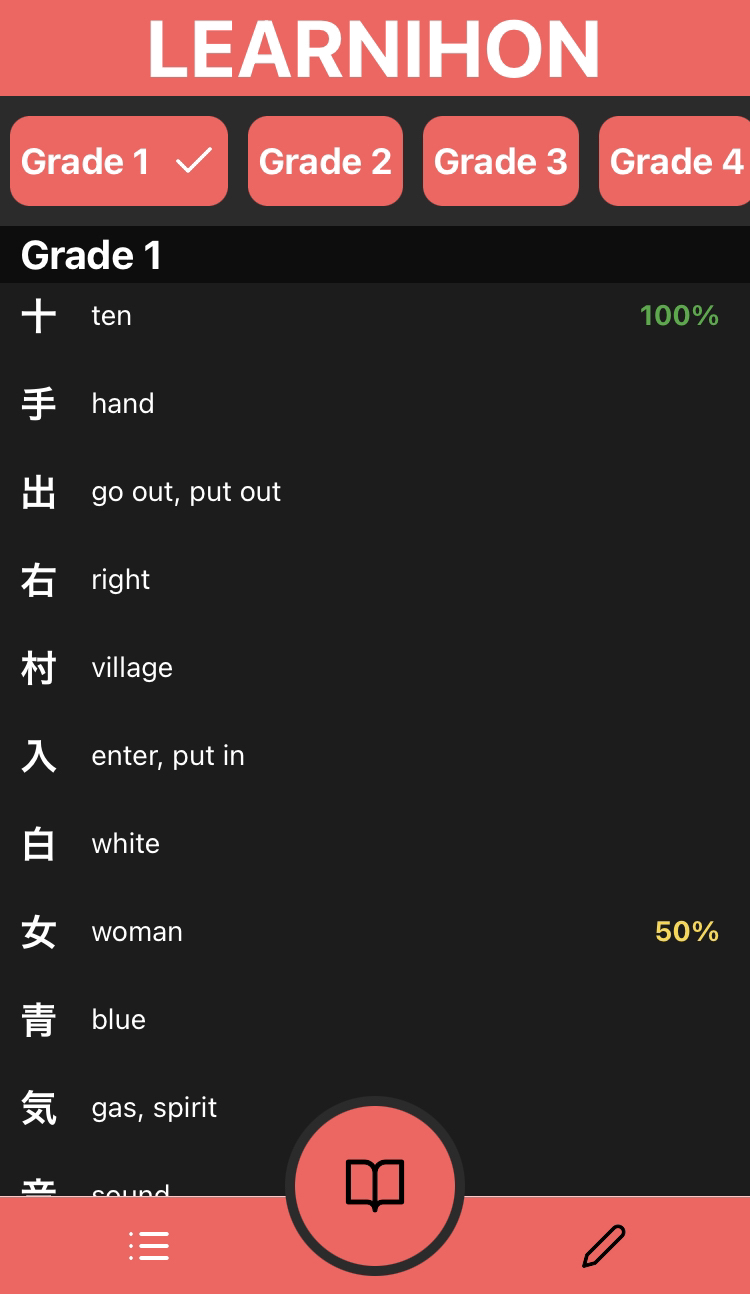 LEARNIHON
Grade 1 Grade 2 Grade 3 Grade 4
Grade 1
十 ten 100%
手 hand
出 go out, put out
右 right
村 village
入 enter, put in
白 white
女 woman 50%
青 blue
気 gas, spirit
音 sound